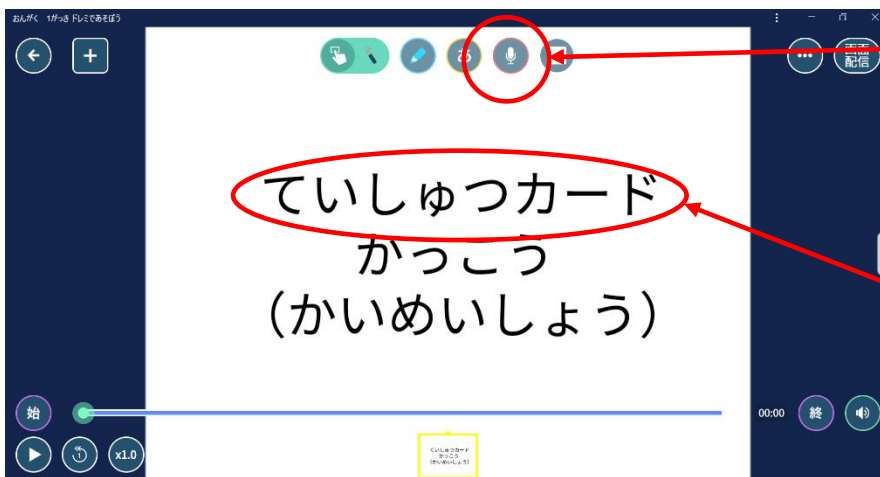 おんがく 1がっき ドレミであそぼう
あ
画面
配信
ていしゅつカード
かっこう
（かいめいしょう）
始
00:00
終
1
x1.0
ていしゅつカード
かっこう
（かいめいしょう）